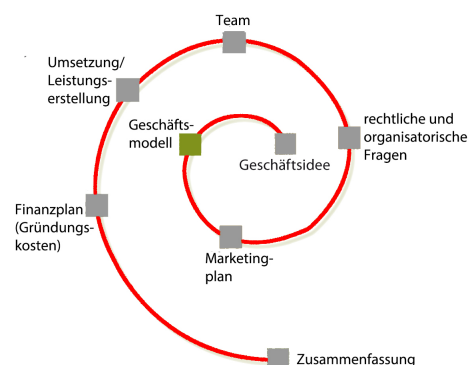 Team
Umsetzung/
Leistungs-
erstellung
Geschäfts-
modell
rechtliche und
organisatorische
Fragen
Geschäftsidee
Finanzplan
(Gründungs-
kosten)
Marketing-
plan
Zusammenfassung